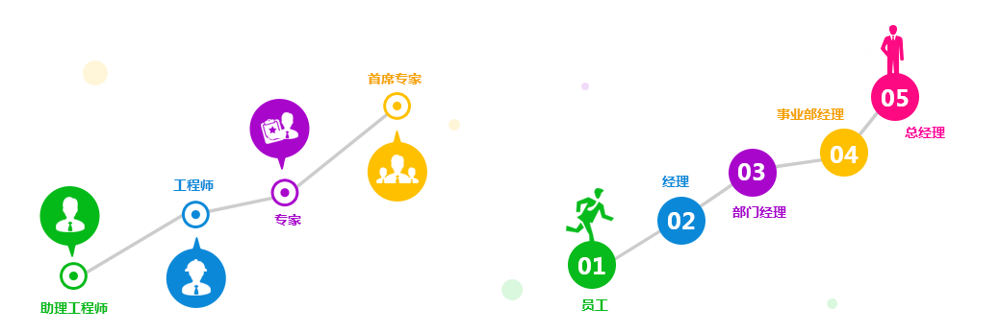 首席专家
工程师
专家
助理工程师
05
总经理
事业部经理
04
03
部门经理
经理
02
01
员工